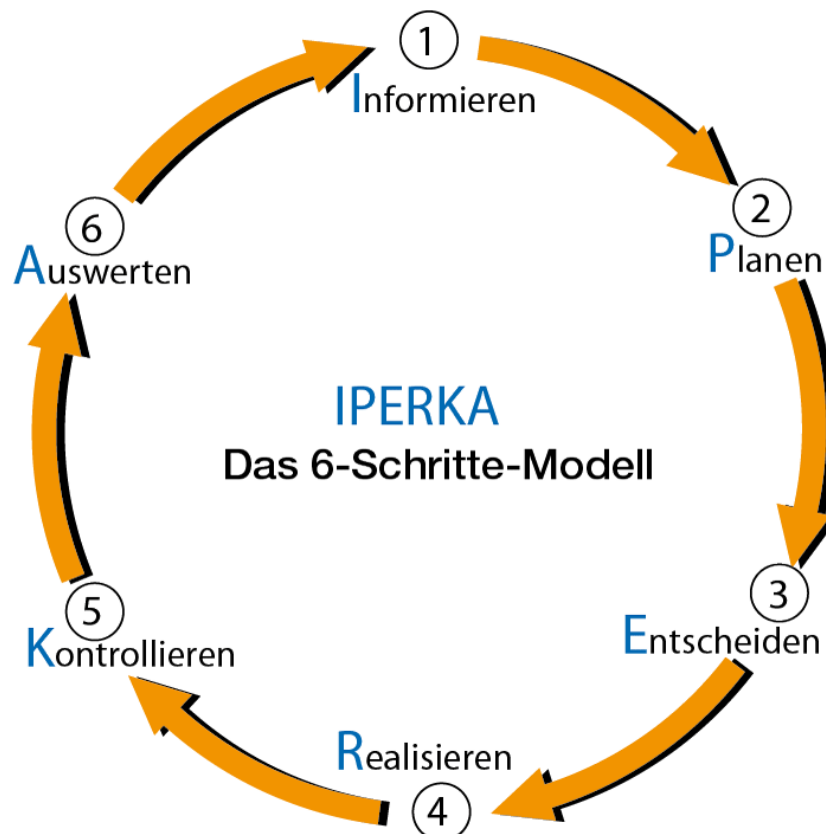 1
Informieren
2
Planen
3
Entscheiden
4
Realisieren
5
Kontrollieren
6
Auswerten
IPERKA
Das 6-Schritte-Modell